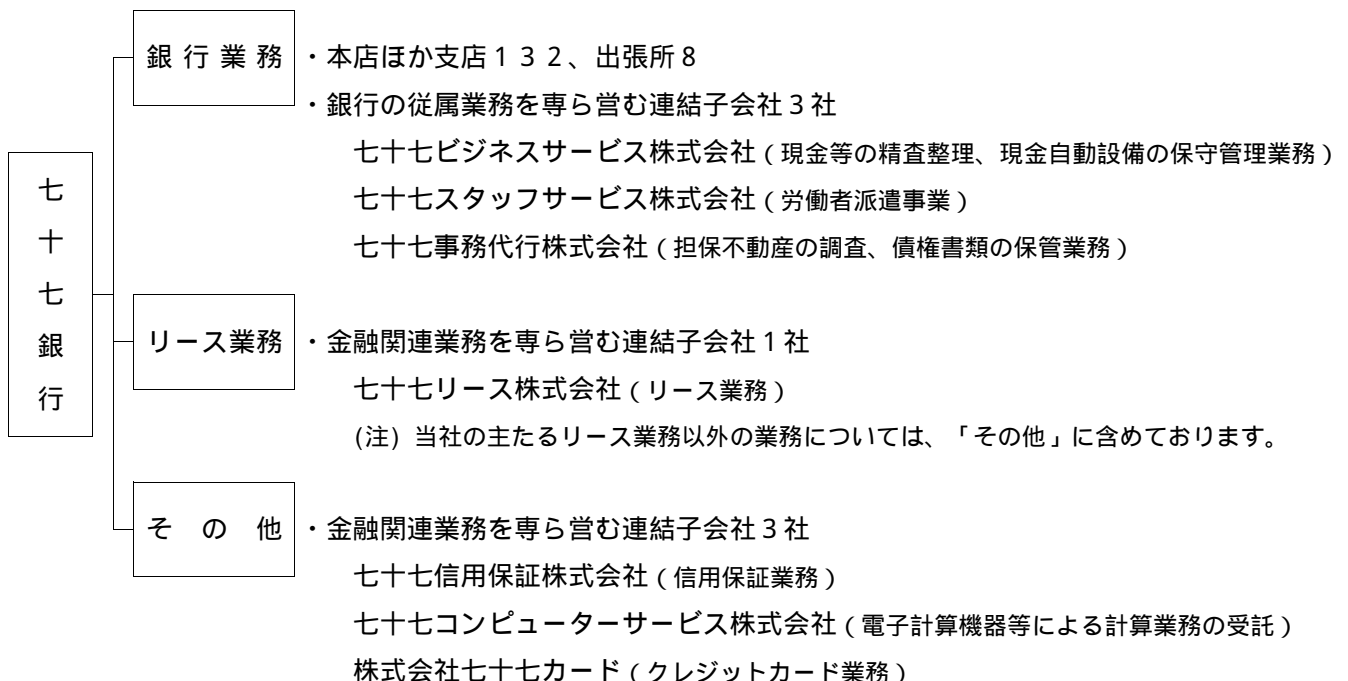 七十七銀行
銀行業務
・本店ほか支店132、出張所8
・銀行の従属業務を専ら営む連結子会社3社
七十七ビジネスサービス株式会社（現金等の精査整理、現金自動設備の保守管理業務）
七十七スタッフサービス株式会社（労働者派遣事業）
七十七事務代行株式会社（担保不動産の調査、債権書類の保管業務）
リース業務
・金融関連業務を専ら営む連結子会社1社
七十七リース株式会社（リース業務）
(注) 当社の主たるリース業務以外の業務については、「その他」に含めております。
その他
・金融関連業務を専ら営む連結子会社3社
七十七信用保証株式会社（信用保証業務）
七十七コンピューターサービス株式会社（電子計算機器等による計算業務の受託）
株式会社七十七カード（クレジットカード業務）